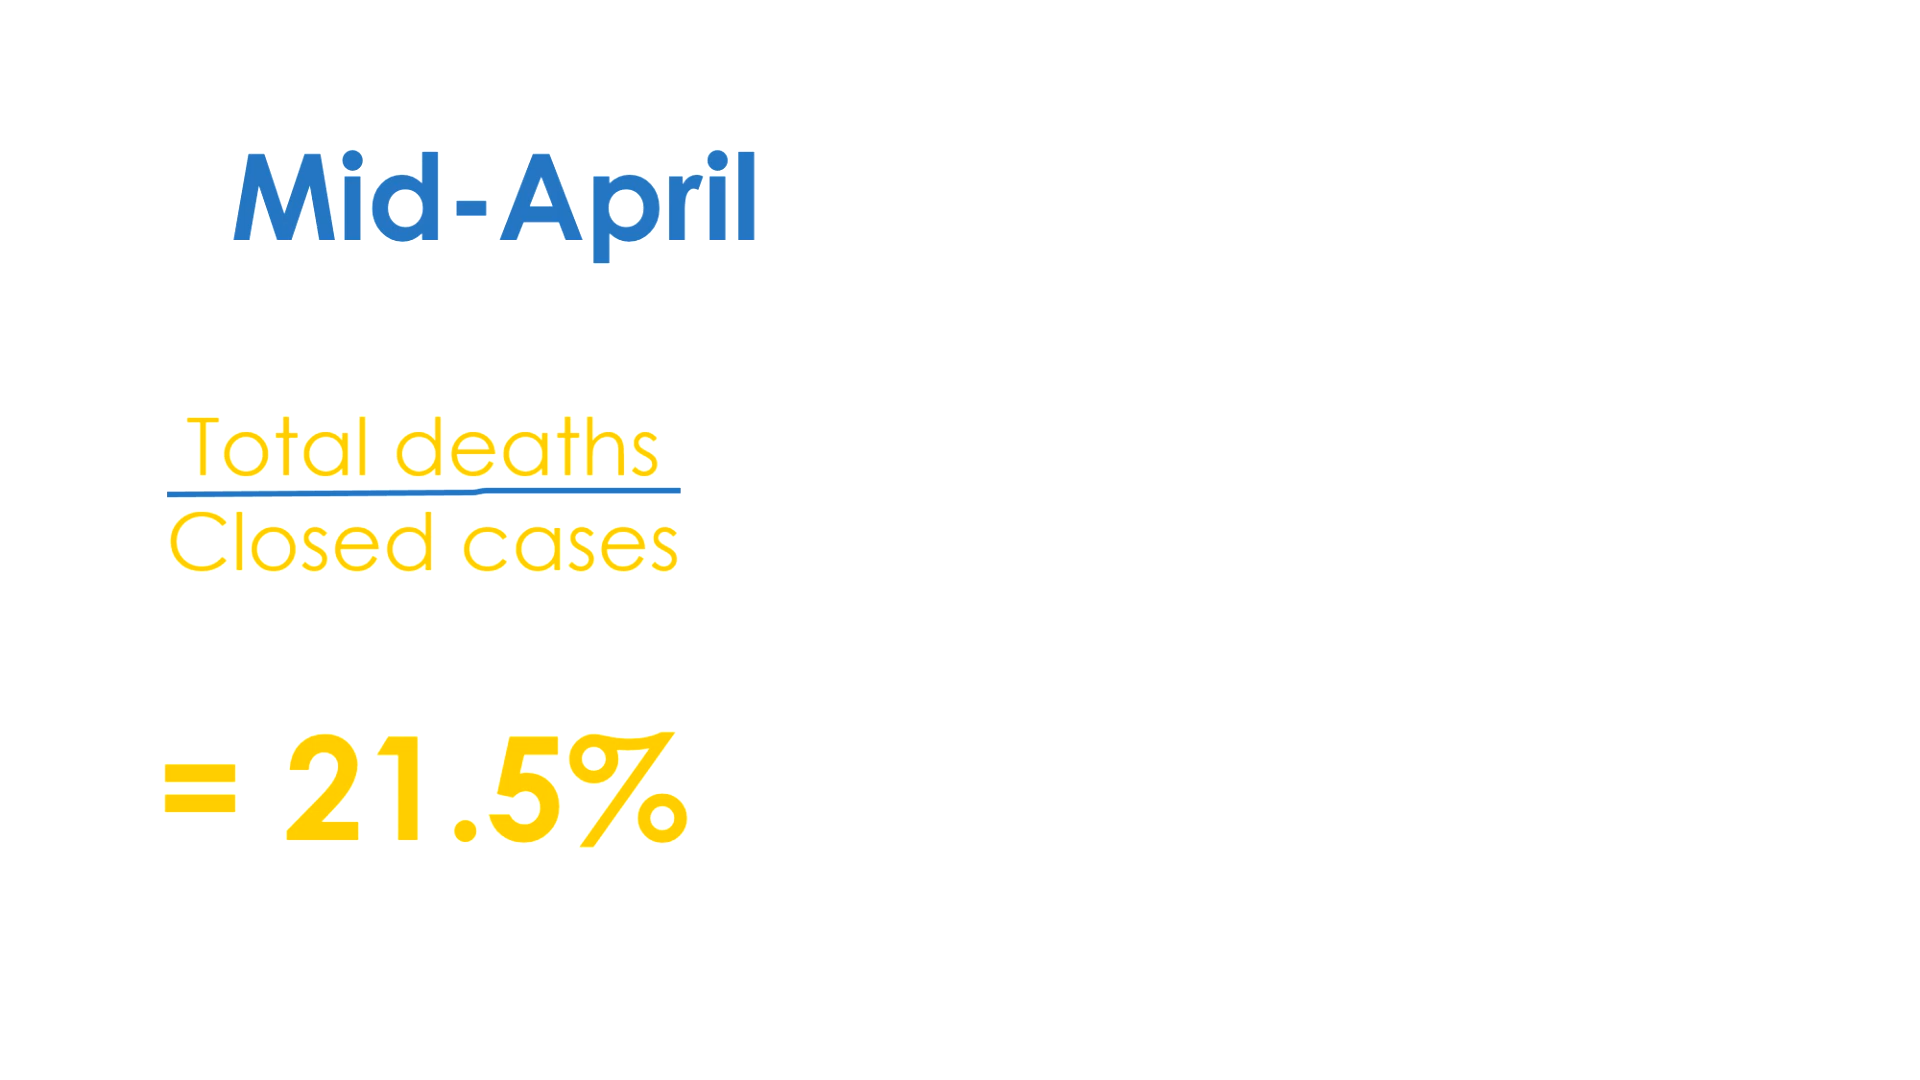 Mid-April
Total deaths
Closed cases
= 21.5%